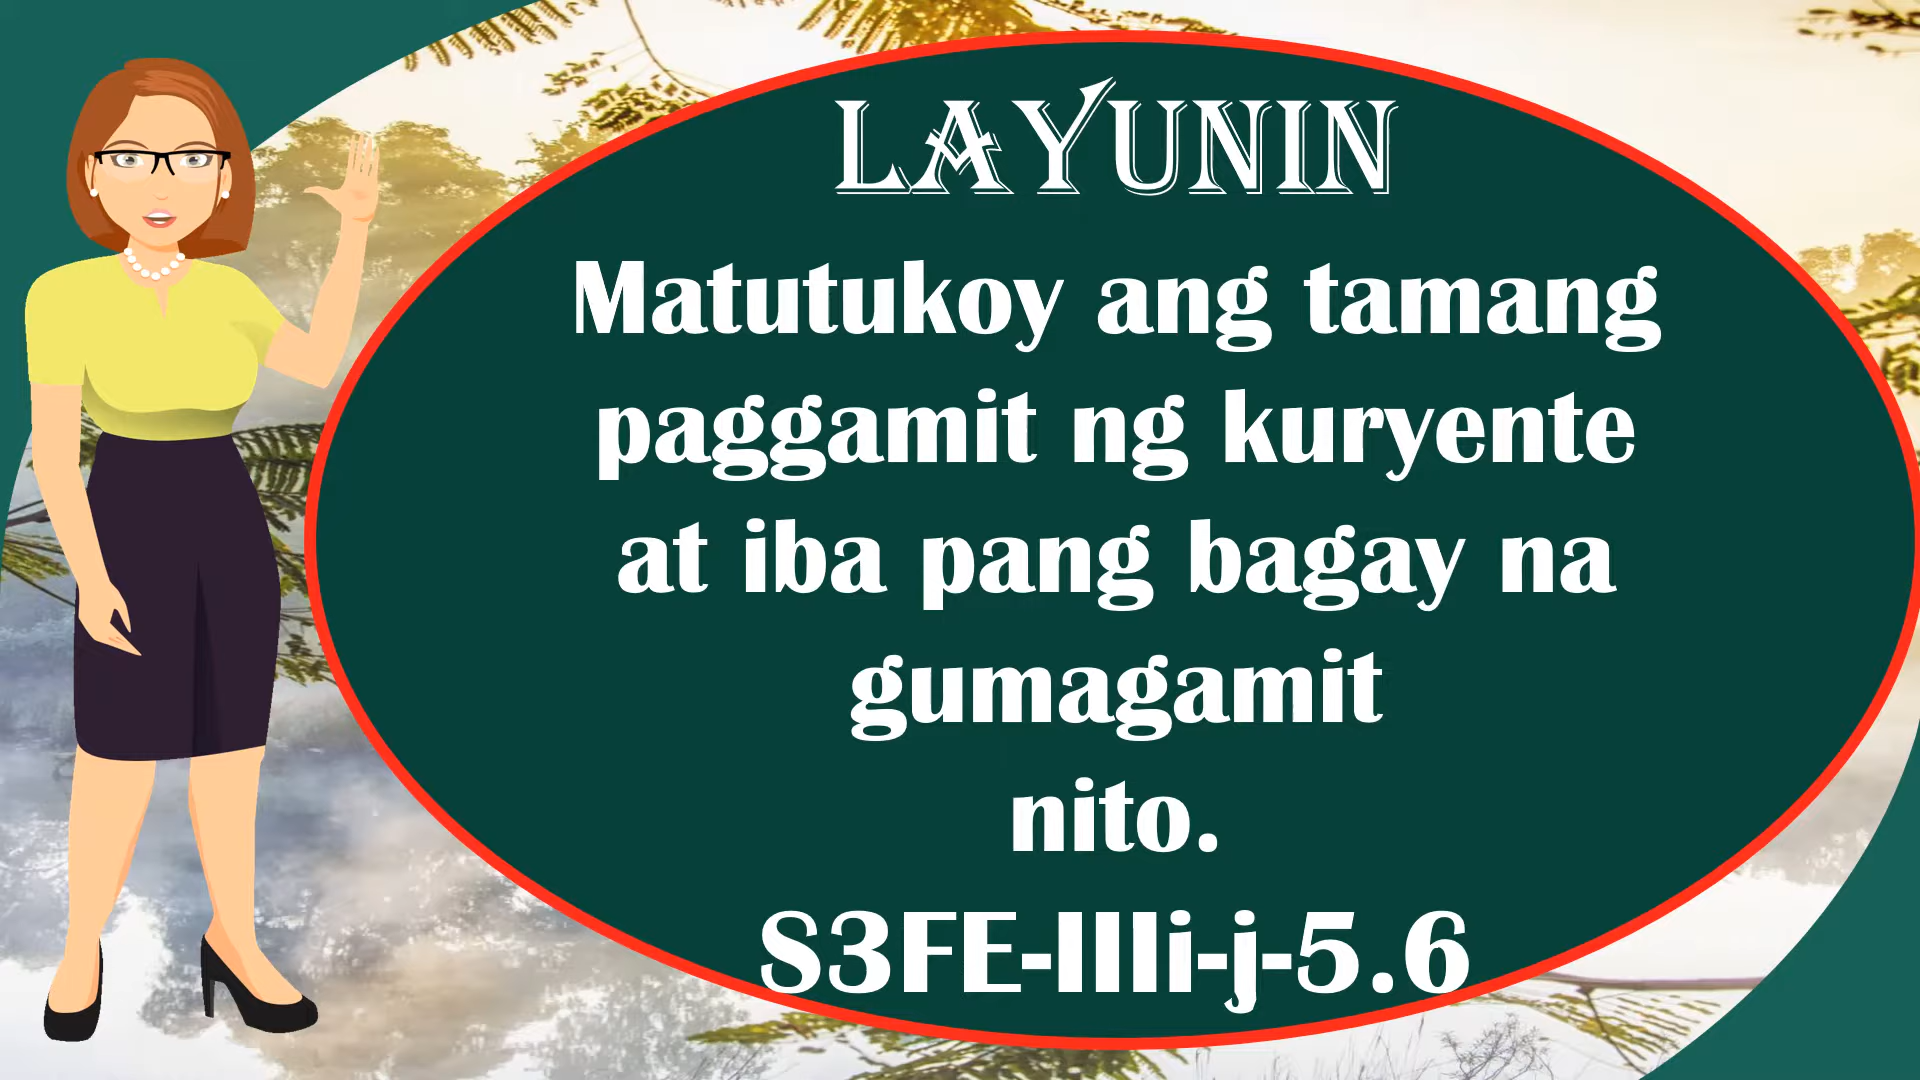 LAYUNIN
Matutukoy ang tamang
paggamit ng kuryente
at iba pang bagay na
gumagamit
nito.
S3FE-IIIi-j-5.6